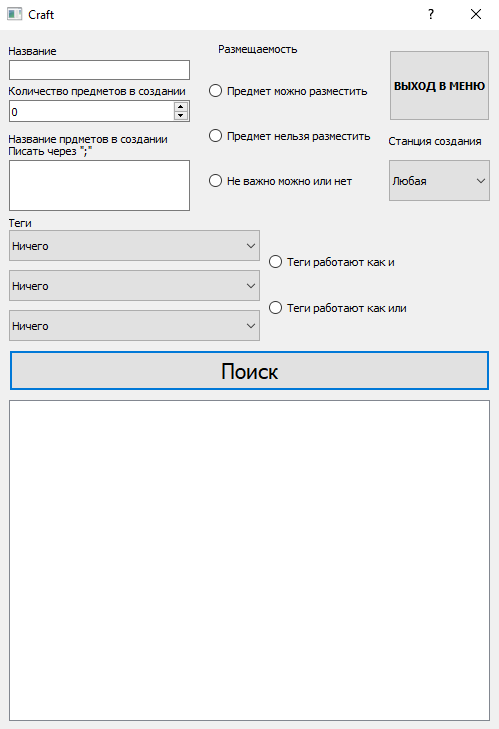 Craft
?
Название
Размещаемость
Количество предметов в создании
0
Предмет можно разместить
ВЫХОД В МЕНЮ
Название прдметов в создании
Писать через ";"
Предмет нельзя разместить
Станция создания
Не важно можно или нет
Любая
Теги
Ничего
Теги работают как и
Ничего
Теги работают как или
Ничего
Поиск